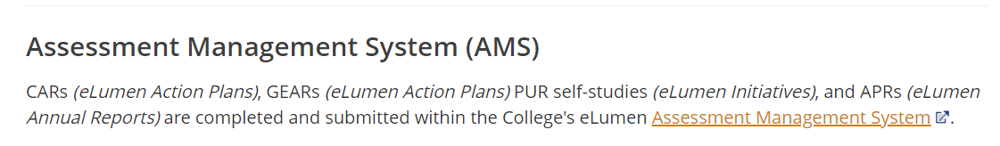 Assessment Management System (AMS)
CARs (eLumen Action Plans), GEARs (eLumen Action Plans) PUR self-studies (eLumen Initiatives), and APRs (eLumen
Annual Reports) are completed and submitted within the College's eLumen Assessment Management System.